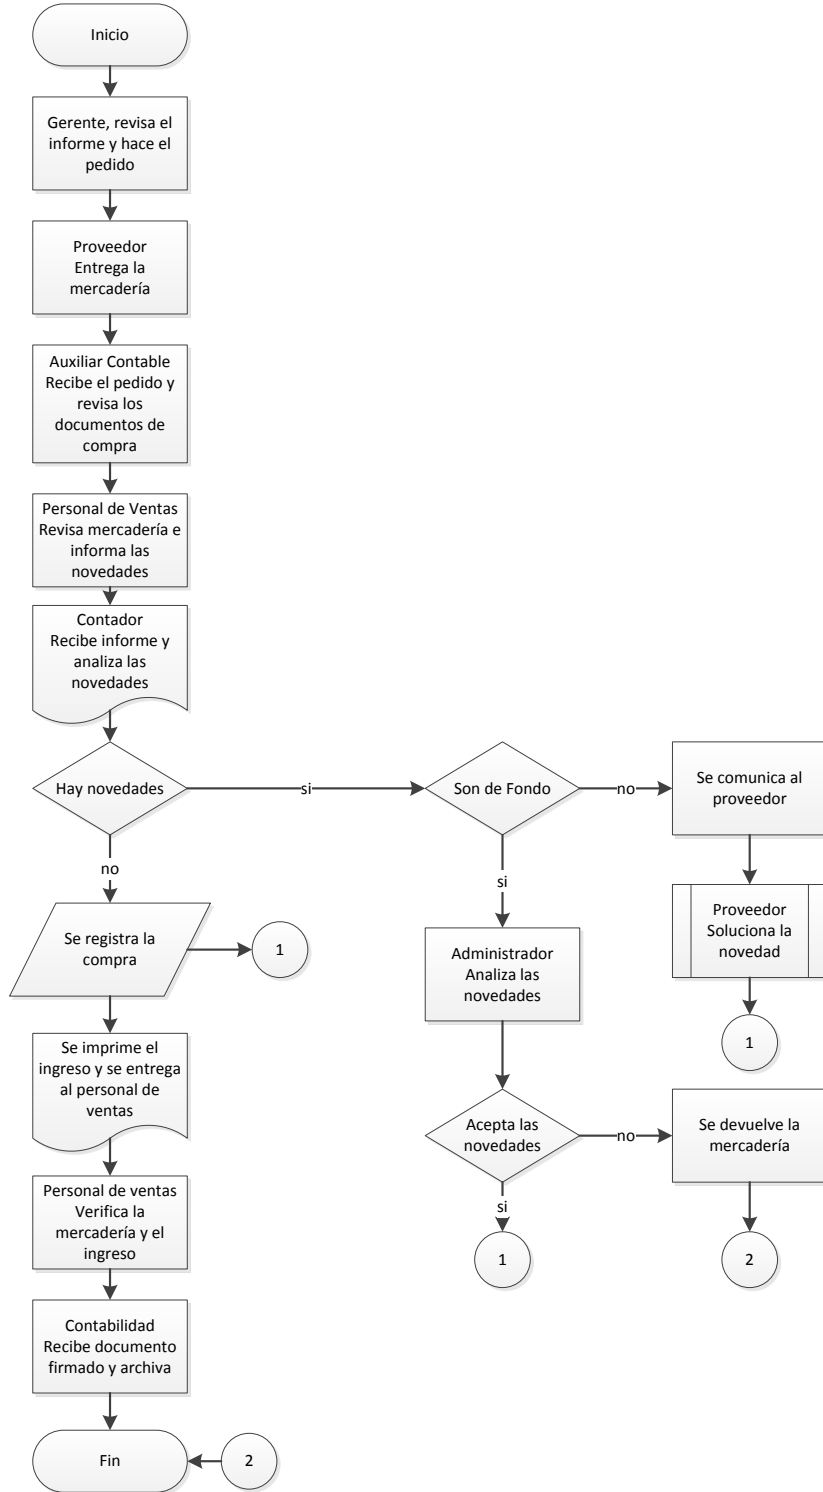 Inicio
Gerente, revisa el
informe y hace el
pedido
Proveedor
Entrega la
mercadería
Auxiliar Contable
Recibe el pedido y
revisa los
documentos de
compra
Personal de Ventas
Revisa mercadería e
informa las
novedades
Contador
Recibe informe y
analiza las
novedades
Hay novedades
si
Son de Fondo
no
Se comunica al
proveedor
no
si
Proveedor
Soluciona la
novedad
Se registra la
compra
1
Administrador
Analiza las
novedades
1
Se imprime el
ingreso y se entrega
al personal de
ventas
Acepta las
novedades
no
Se devuelve la
mercadería
si
Personal de ventas
Verifica la
mercadería y el
ingreso
1
2
Contabilidad
Recibe documento
firmado y archiva
Fin
2